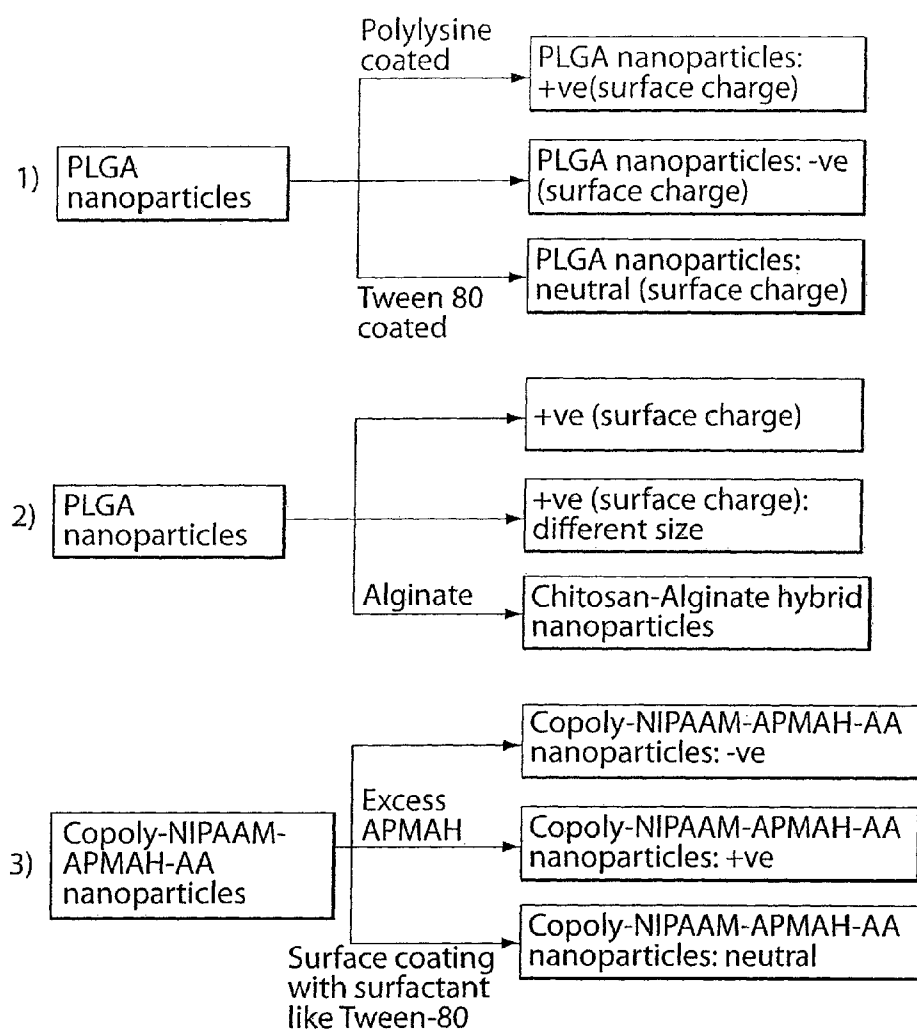 Polylysine
coated
PLGA nanoparticles:
+ve(surface charge)
1)
PLGA
nanoparticles
PLGA nanoparticles: -ve
(surface charge)
PLGA nanoparticles:
neutral (surface charge)
Tween 80
coated
+ve (surface charge)
2)
PLGA
nanoparticles
+ve (surface charge):
different size
Alginate
Chitosan-Alginate hybrid
nanoparticles
Copoly-NIPAAM-APMAH-AA
nanoparticles: -ve
Excess
APMAH
3)
Copoly-NIPAAM-
APMAH-AA
nanoparticles
Copoly-NIPAAM-APMAH-AA
nanoparticles: +ve
Copoly-NIPAAM-APMAH-AA
nanoparticles: neutral
Surface coating
with surfactant
like Tween-80